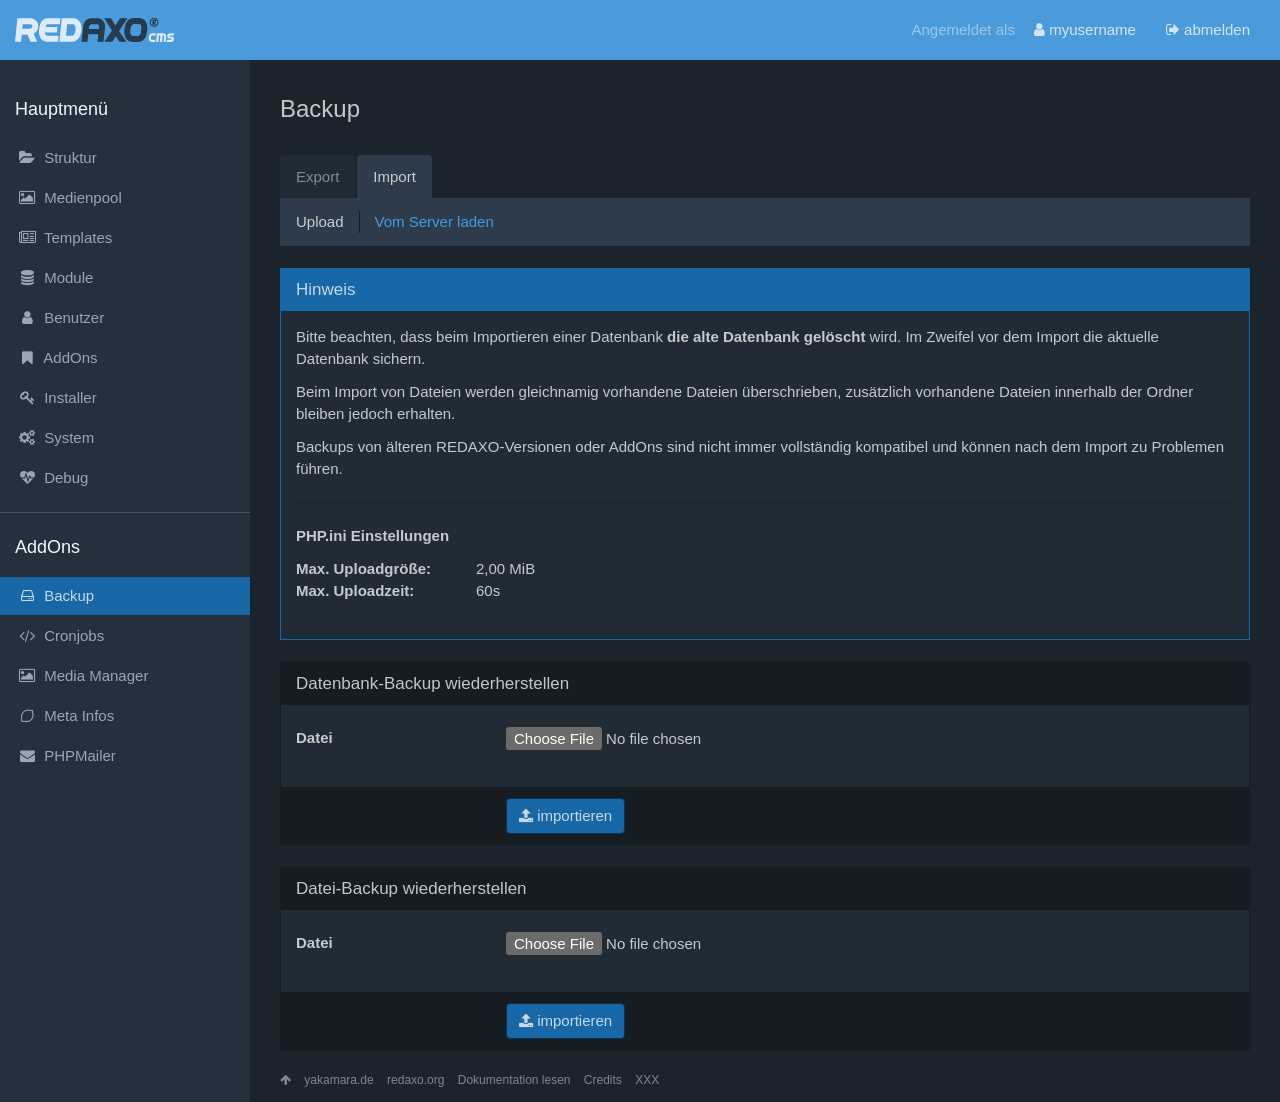 REDAXO® cms
Angemeldet als myusername abmelden
Hauptmenü
Struktur
Medienpool
Templates
Module
Benutzer
AddOns
Installer
System
Debug
AddOns
Backup
Cronjobs
Media Manager
Meta Infos
PHPMailer
Backup
Export Import
Upload Vom Server laden
Hinweis
Bitte beachten, dass beim Importieren einer Datenbank die alte Datenbank gelöscht wird. Im Zweifel vor dem Import die aktuelle
Datenbank sichern.
Beim Import von Dateien werden gleichnamig vorhandene Dateien überschrieben, zusätzlich vorhandene Dateien innerhalb der Ordner
bleiben jedoch erhalten.
Backups von älteren REDAXO-Versionen oder AddOns sind nicht immer vollständig kompatibel und können nach dem Import zu Problemen
führen.
PHP.ini Einstellungen
Max. Uploadgröße: 2,00 MiB
Max. Uploadzeit: 60s
Datenbank-Backup wiederherstellen
Datei Choose File No file chosen
importieren
Datei-Backup wiederherstellen
Datei Choose File No file chosen
importieren
yakamara.de redaxo.org Dokumentation lesen Credits XXX